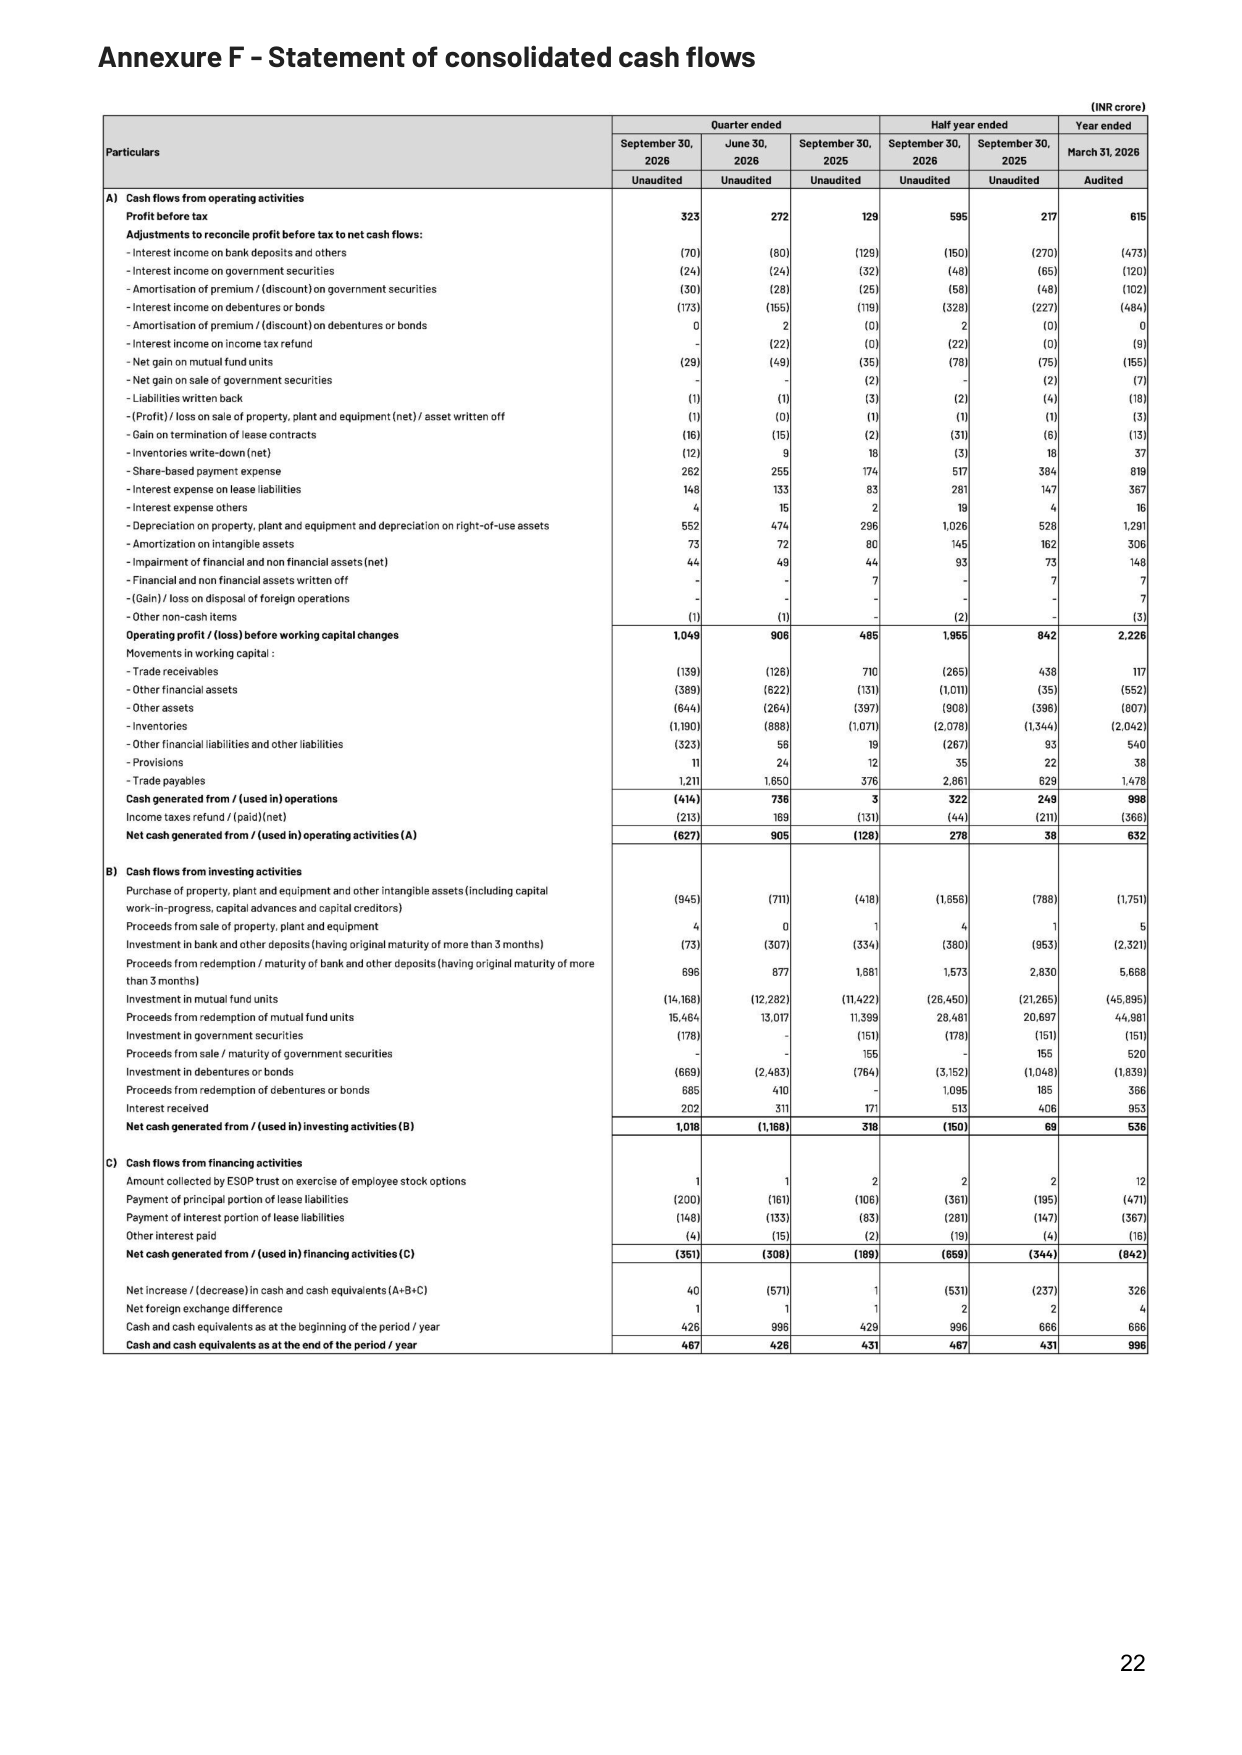 Annexure F - Statement of consolidated cash flows
(INR crore)
Particulars Quarter ended Half year ended Year ended
September 30, 2026 June 30, 2026 September 30, 2025 September 30, 2026 September 30, 2025 March 31, 2026
Unaudited Unaudited Unaudited Unaudited Unaudited Audited
A) Cash flows from operating activities
Profit before tax 323 272 129 595 217 615
Adjustments to reconcile profit before tax to net cash flows:
- Interest income on bank deposits and others (70) (80) (129) (150) (270) (473)
- Interest income on government securities (24) (24) (32) (48) (65) (120)
- Amortisation of premium / (discount) on government securities (30) (28) (25) (58) (48) (102)
- Interest income on debentures or bonds (173) (155) (119) (328) (227) (484)
- Amortisation of premium / (discount) on debentures or bonds 0 2 (0) 2 (0) 0
- Interest income on income tax refund - (22) (0) (22) (0) (9)
- Net gain on mutual fund units (29) (49) (35) (78) (75) (155)
- Net gain on sale of government securities - - (2) - (2) (7)
- Liabilities written back (1) (1) (3) (2) (4) (18)
- (Profit) / loss on sale of property, plant and equipment (net) / asset written off (1) (0) (1) (1) (1) (3)
- Gain on termination of lease contracts (16) (15) (2) (31) (6) (13)
- Inventories write-down (net) (12) 9 18 (3) 18 37
- Share-based payment expense 262 255 174 517 384 819
- Interest expense on lease liabilities 148 133 83 281 147 367
- Interest expense others 4 15 2 19 4 16
- Depreciation on property, plant and equipment and depreciation on right-of-use assets 552 474 296 1,026 528 1,291
- Amortization on intangible assets 73 72 80 145 162 306
- Impairment of financial and non financial assets (net) 44 49 44 93 73 148
- Financial and non financial assets written off - - 7 - 7 7
- (Gain) / loss on disposal of foreign operations - - - - - 7
- Other non-cash items (1) (1) - (2) - (3)
Operating profit / (loss) before working capital changes 1,049 906 485 1,955 842 2,226
Movements in working capital :
- Trade receivables (139) (126) 710 (265) 438 117
- Other financial assets (389) (622) (131) (1,011) (35) (552)
- Other assets (644) (264) (397) (908) (396) (807)
- Inventories (1,190) (888) (1,071) (2,078) (1,344) (2,042)
- Other financial liabilities and other liabilities (323) 56 19 (267) 93 540
- Provisions 11 24 12 35 22 38
- Trade payables 1,211 1,650 376 2,861 629 1,478
Cash generated from / (used in) operations (414) 736 3 322 249 998
Income taxes refund / (paid) (net) (213) 169 (131) (44) (211) (366)
Net cash generated from / (used in) operating activities (A) (627) 905 (128) 278 38 632
B) Cash flows from investing activities
Purchase of property, plant and equipment and other intangible assets (including capital
work-in-progress, capital advances and capital creditors) (945) (711) (418) (1,656) (788) (1,751)
Proceeds from sale of property, plant and equipment 4 0 1 4 1 5
Investment in bank and other deposits (having original maturity of more than 3 months) (73) (307) (334) (380) (953) (2,321)
Proceeds from redemption / maturity of bank and other deposits (having original maturity of more
than 3 months) 696 877 1,681 1,573 2,830 5,668
Investment in mutual fund units (14,168) (12,282) (11,422) (26,450) (21,265) (45,895)
Proceeds from redemption of mutual fund units 15,464 13,017 11,399 28,481 20,697 44,981
Investment in government securities (178) - (151) (178) (151) (151)
Proceeds from sale / maturity of government securities - - 155 - 155 520
Investment in debentures or bonds (669) (2,483) (764) (3,152) (1,048) (1,839)
Proceeds from redemption of debentures or bonds 685 410 - 1,095 185 366
Interest received 202 311 171 513 406 953
Net cash generated from / (used in) investing activities (B) 1,018 (1,168) 318 (150) 69 536
C) Cash flows from financing activities
Amount collected by ESOP trust on exercise of employee stock options 1 1 2 2 2 12
Payment of principal portion of lease liabilities (200) (161) (106) (361) (195) (471)
Payment of interest portion of lease liabilities (148) (133) (83) (281) (147) (367)
Other interest paid (4) (15) (2) (19) (4) (16)
Net cash generated from / (used in) financing activities (C) (351) (308) (189) (659) (344) (842)
Net increase / (decrease) in cash and cash equivalents (A+B+C) 40 (571) 1 (531) (237) 326
Net foreign exchange difference 1 1 1 2 2 4
Cash and cash equivalents as at the beginning of the period / year 426 996 429 996 666 666
Cash and cash equivalents as at the end of the period / year 467 426 431 467 431 996
22